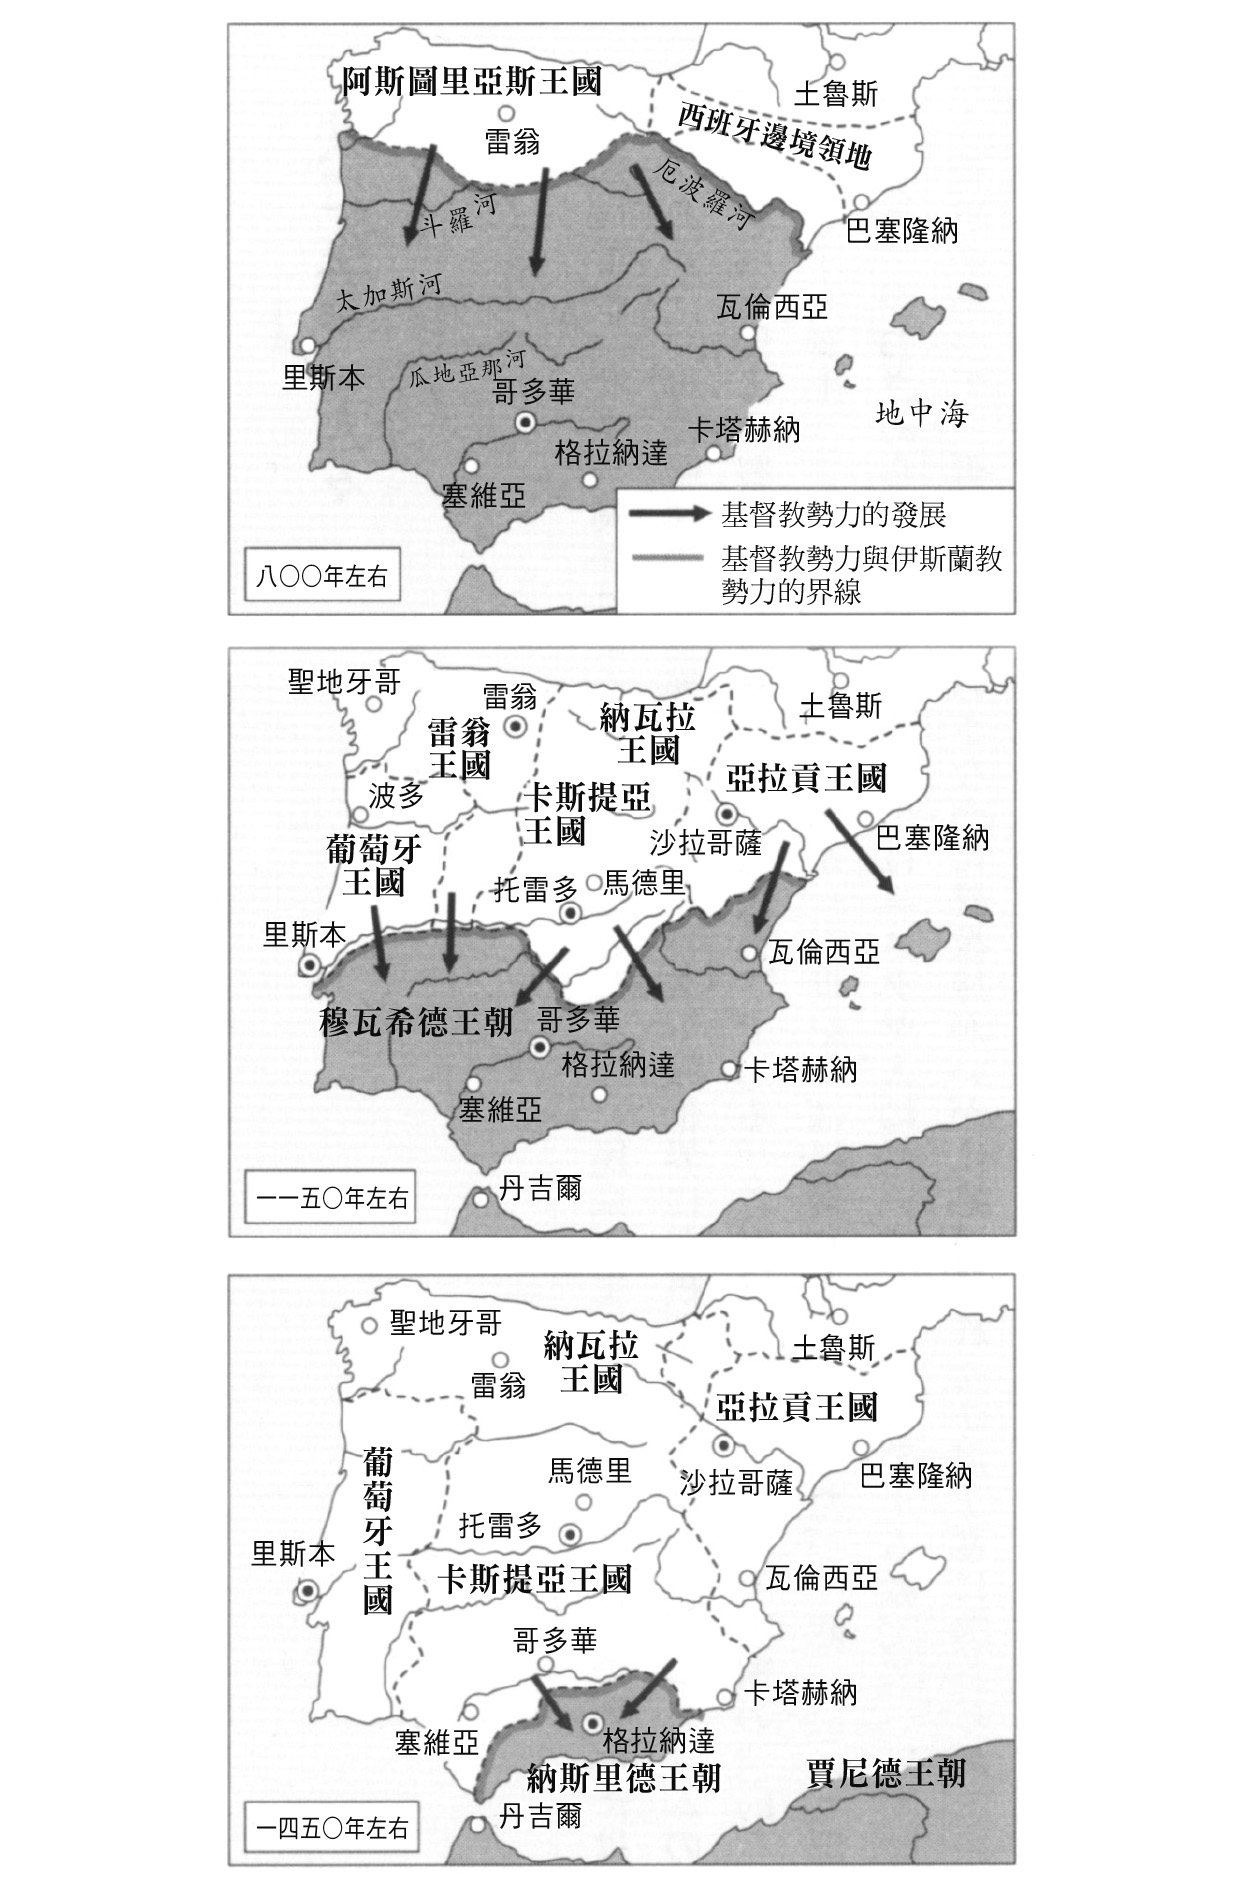 阿斯圖里亞斯王國
土魯斯
西班牙邊境領地
雷翁
厄波羅河
斗羅河
巴塞隆納
太加斯河
瓦倫西亞
里斯本
瓜地亞那河
哥多華
地中海
卡塔赫納
格拉納達
塞維亞
基督教勢力的發展
基督教勢力與伊斯蘭教
勢力的界線
八〇〇年左右
聖地牙哥
雷翁
納瓦拉
王國
土魯斯
雷翁
王國
亞拉貢王國
波多
卡斯提亞
王國
沙拉哥薩
巴塞隆納
葡萄牙
王國
托雷多
馬德里
里斯本
瓦倫西亞
穆瓦希德王朝
哥多華
格拉納達
卡塔赫納
塞維亞
丹吉爾
一一五〇年左右
聖地牙哥
納瓦拉
王國
土魯斯
雷翁
亞拉貢王國
葡萄牙王國
馬德里
沙拉哥薩
巴塞隆納
托雷多
里斯本
卡斯提亞王國
瓦倫西亞
哥多華
卡塔赫納
塞維亞
格拉納達
納斯里德王朝
賈尼德王朝
丹吉爾
一四五〇年左右